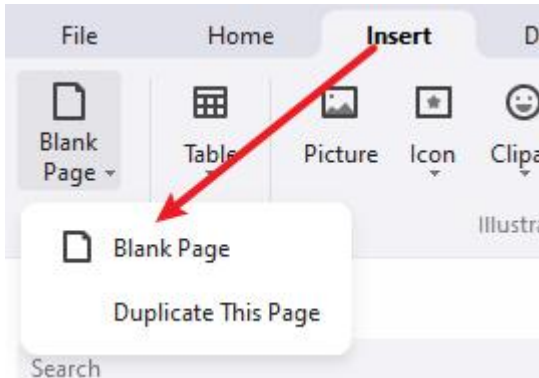 File Home Insert D
Blank
Page
Table Picture Icon Clipa
Illustra
Blank Page
Duplicate This Page
Search